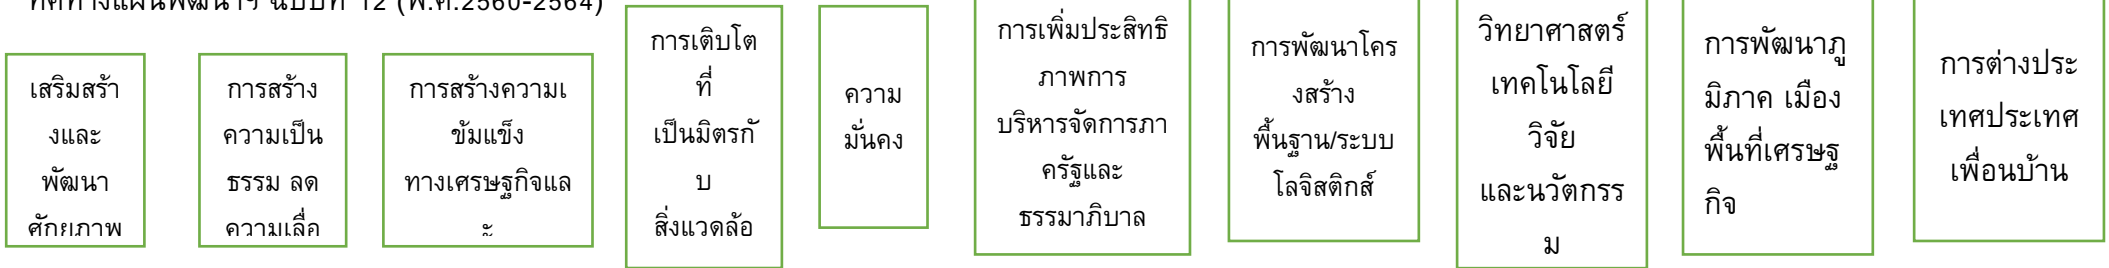 ทิศทางแผนพัฒนาฯ ฉบับที่ 12 (พ.ศ.2560-2564)
เสริมสร้า
งและ
พัฒนา
ศักยภาพ
การสร้าง
ความเป็น
ธรรม ลด
ความเลื่อ
การสร้างความเ
ข้มแข็ง
ทางเศรษฐกิจแล
ะ
การเติบโต
ที่
เป็นมิตรกั
บ
สิ่งแวดล้อ
ความ
มั่นคง
การเพิ่มประสิทธิ
ภาพการ
บริหารจัดการภา
ครัฐและ
ธรรมาภิบาล
การพัฒนาโคร
งสร้าง
พื้นฐาน/ระบบ
โลจิสติกส์
วิทยาศาสตร์
เทคโนโลยี
วิจัย
และนวัตกรร
ม
การพัฒนาภู
มิภาค เมือง
พื้นที่เศรษฐ
กิจ
การต่างประ
เทศประเทศ
เพื่อนบ้าน